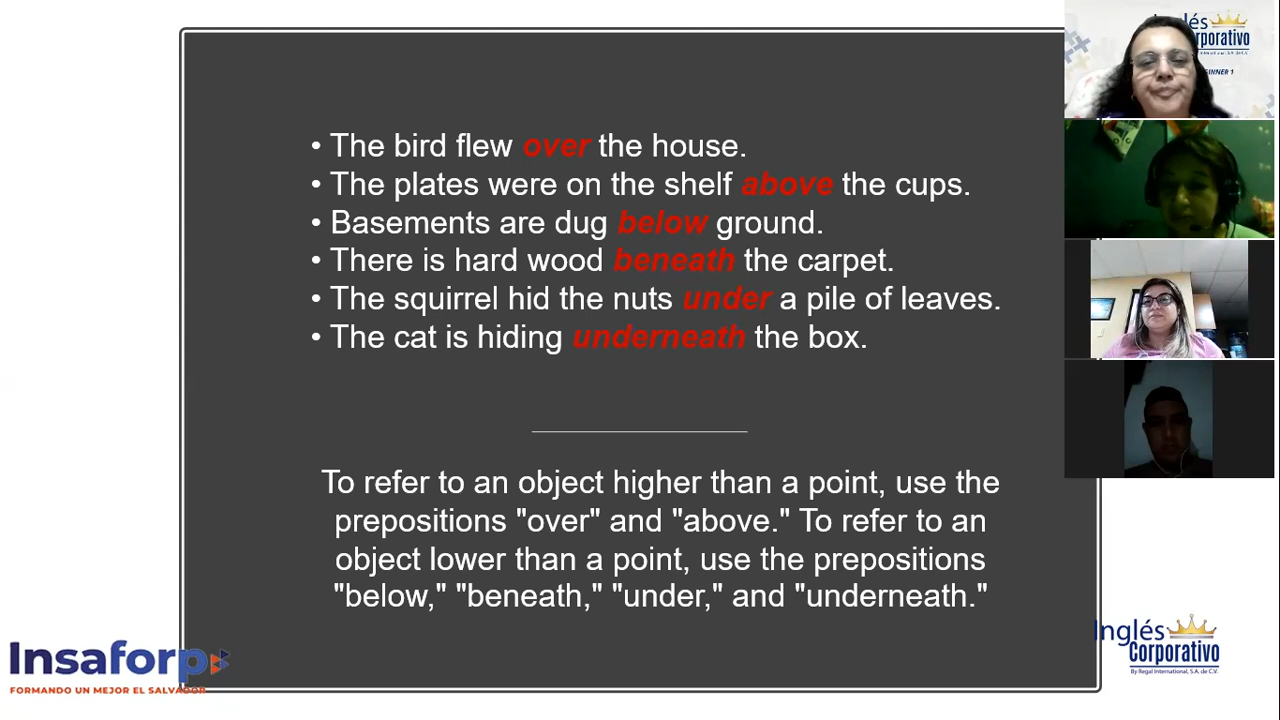 • The bird flew over the house.
• The plates were on the shelf above the cups.
• Basements are dug below ground.
• There is hard wood beneath the carpet.
• The squirrel hid the nuts under a pile of leaves.
• The cat is hiding underneath the box.
To refer to an object higher than a point, use the
prepositions "over" and "above." To refer to an
object lower than a point, use the prepositions
"below," "beneath," "under," and "underneath."
Insaforp
FORMANDO UN MEJOR EL SALVADOR
Inglés
Corporativo
By Regal International, S.A. de C.V.